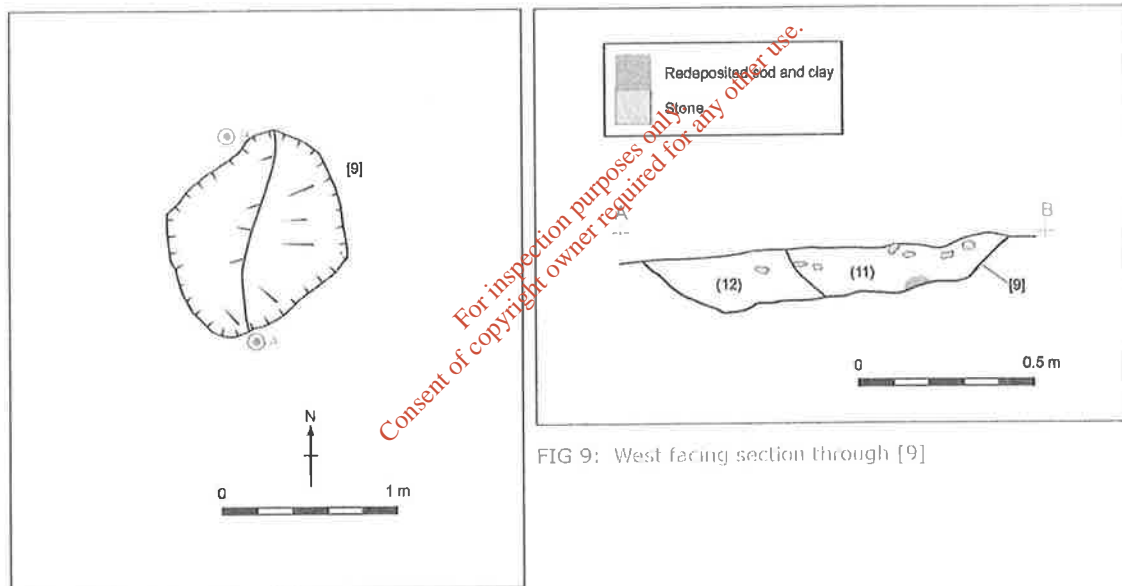 [9]
N
0 1 m
Redeposited sod and clay
Stone
A B
(12) (11)
[9]
0 0.5 m
FIG 9: West facing section through [9]
For inspection purposes only.
Consent of copyright owner required for any other use.